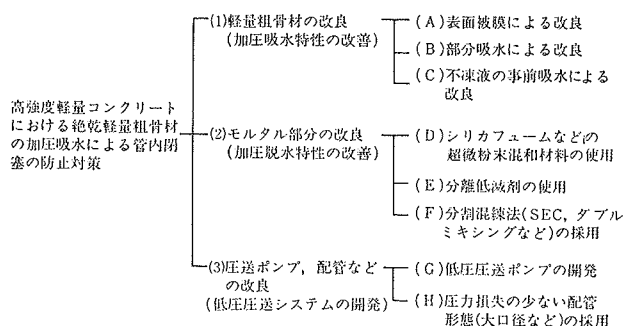 高強度軽量コンクリート
における絶乾軽量粗骨材
の加圧吸水による管内閉
塞の防止対策
(1)軽量粗骨材の改良
(加圧吸水特性の改善)
(A)表面被膜による改良
(B)部分吸水による改良
(C)不凍液の事前吸水による
改良
(2)モルタル部分の改良
(加圧脱水特性の改善)
(D)シリカフュームなどの
超微粉末混和材料の使用
(E)分離低減剤の使用
(F)分割混練法(SEC, ダブル
ミキシングなど)の採用
(3)圧送ポンプ, 配管など
の改良
(低圧圧送システムの開発)
(G)低圧圧送ポンプの開発
(H)圧力損失の少ない配管
形態(大口径など)の採用